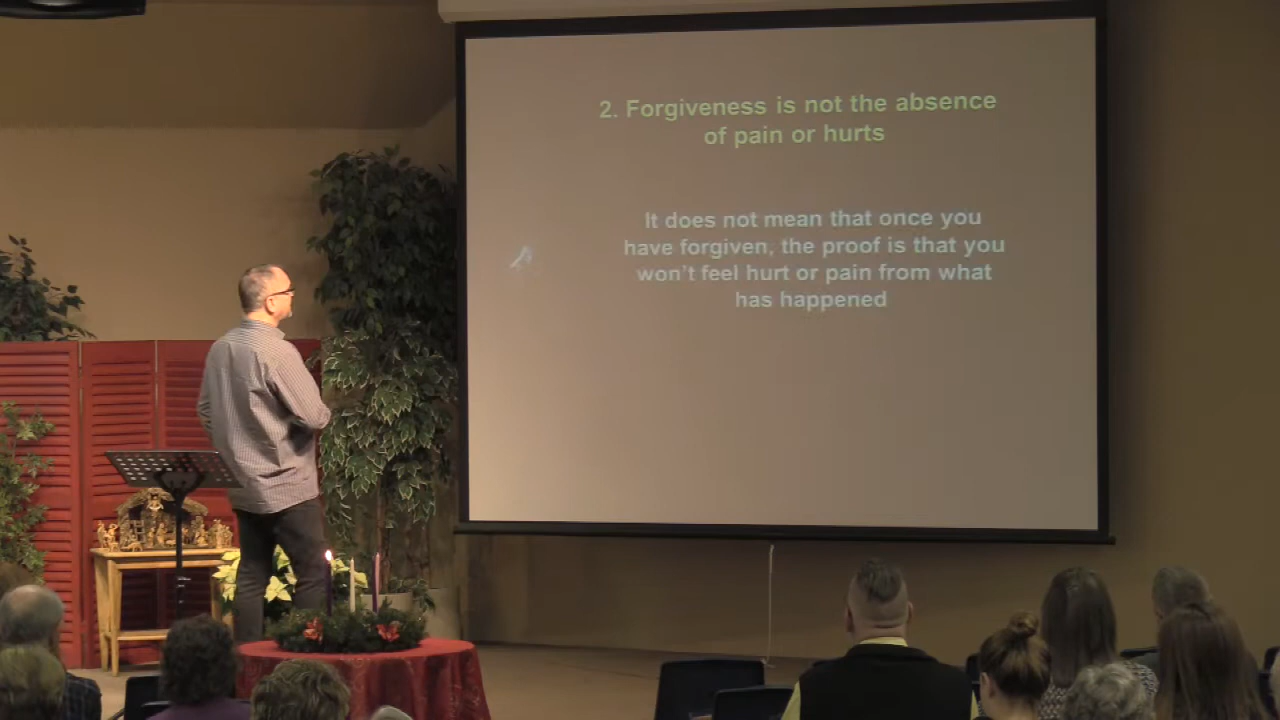 2. Forgiveness is not the absence
of pain or hurts
It does not mean that once you
have forgiven, the proof is that you
won't feel hurt or pain from what
has happened